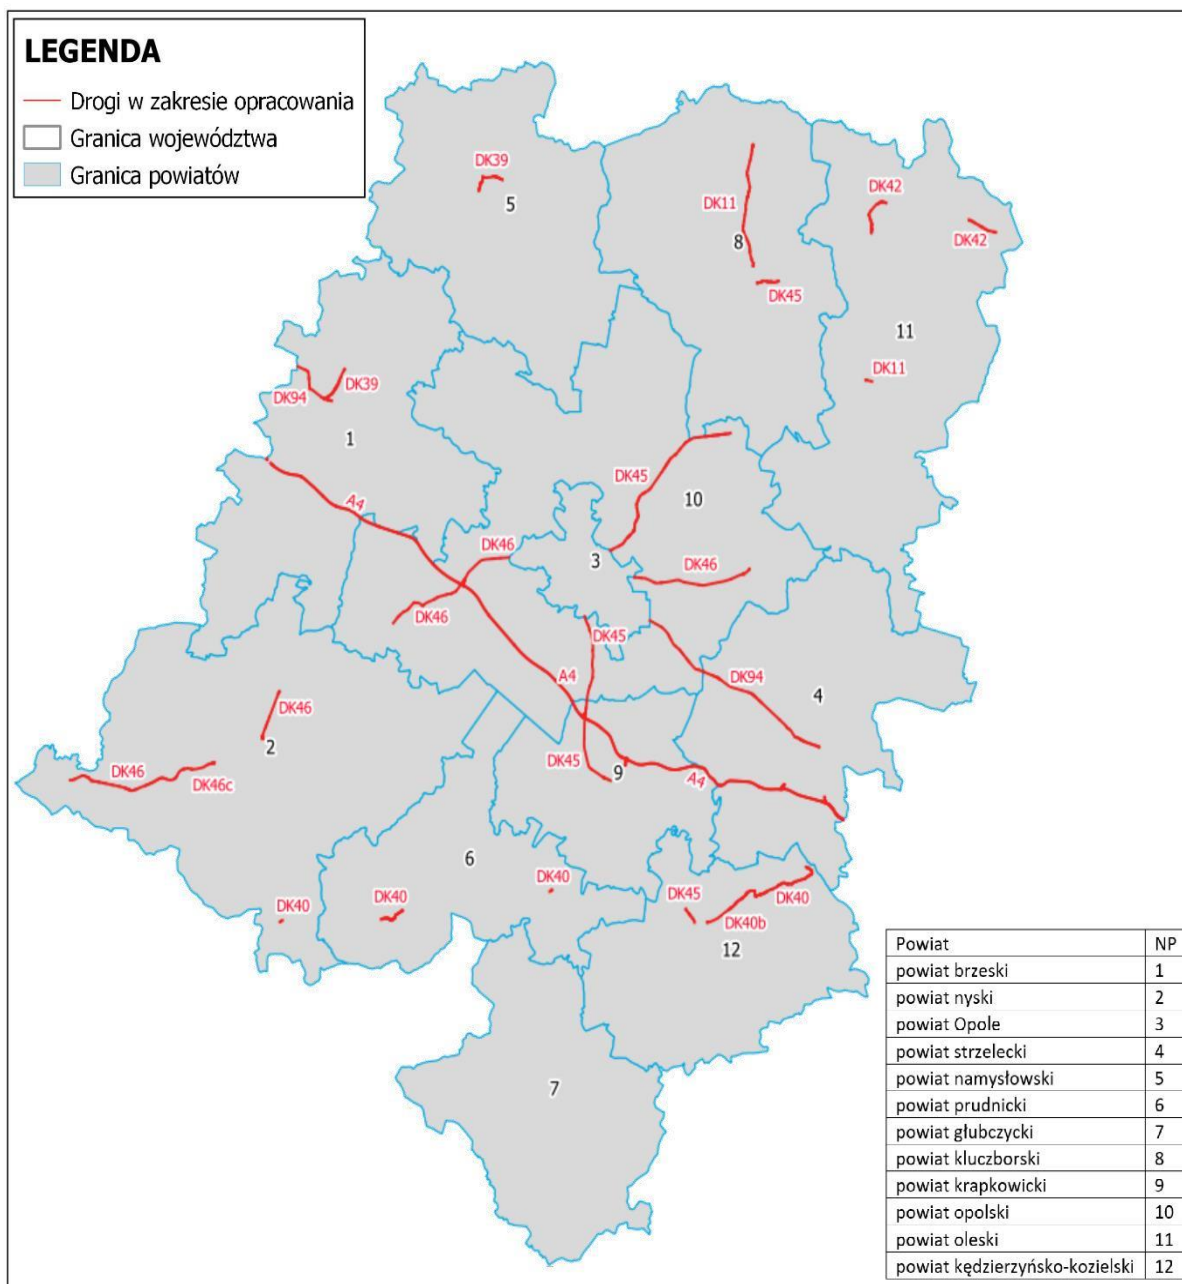 LEGENDA
Drogi w zakresie opracowania
Granica województwa
Granica powiatów
DK39
5
DK11
8
DK45
DK42
DK42
11
DK11
DK94
DK39
1
A4
DK45
10
DK46
3
DK46
DK46
DK45
A4
DK94
4
DK46
2
DK46
DK46c
DK45
9
A4
6
DK40
DK40
DK40
DK45
DK40
DK40b
12
7
Powiat NP
powiat brzeski 1
powiat nyski 2
powiat Opole 3
powiat strzelecki 4
powiat namysłowski 5
powiat prudnicki 6
powiat głubczycki 7
powiat kluczborski 8
powiat krapkowicki 9
powiat opolski 10
powiat oleski 11
powiat kędzierzyńsko-kozielski 12